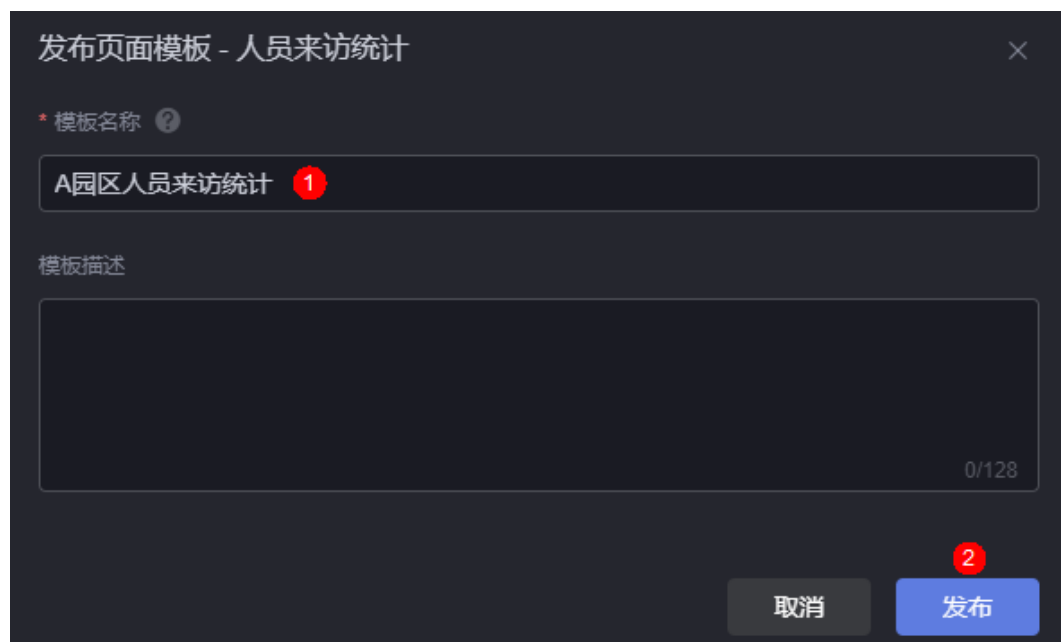 发布页面模板 - 人员来访统计
* 模板名称 ?
A园区人员来访统计 1
模板描述
0/128
2
取消 发布